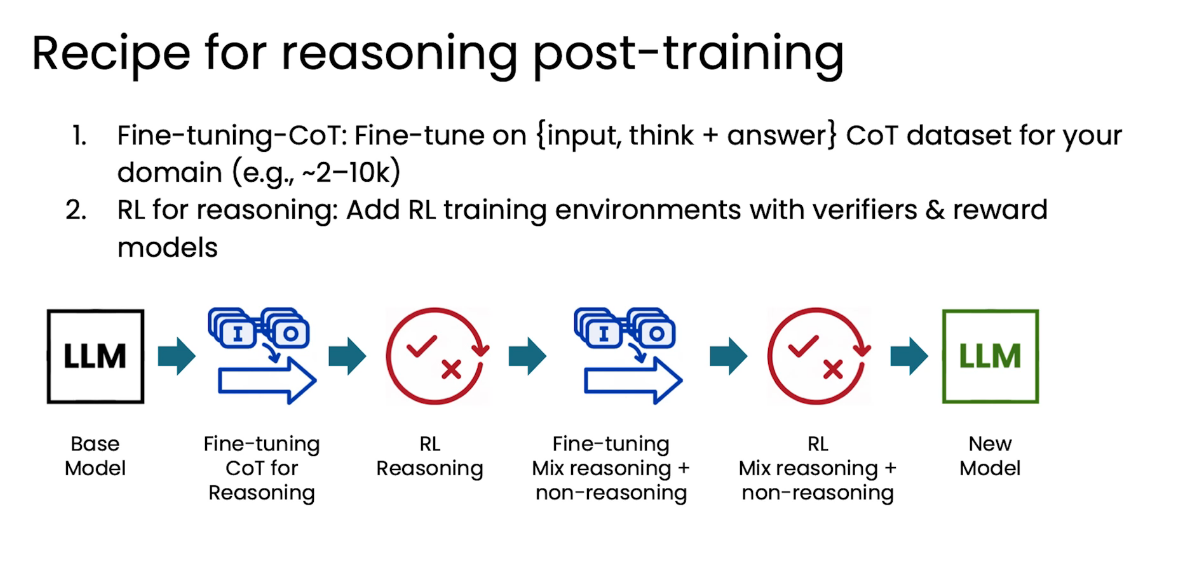 Recipe for reasoning post-training
1. Fine-tuning-CoT: Fine-tune on {input, think + answer} CoT dataset for your
domain (e.g., ~2–10k)
2. RL for reasoning: Add RL training environments with verifiers & reward
models
LLM
I O
I O
LLM
Base
Model
Fine-tuning
CoT for
Reasoning
RL
Reasoning
Fine-tuning
Mix reasoning +
non-reasoning
RL
Mix reasoning +
non-reasoning
New
Model